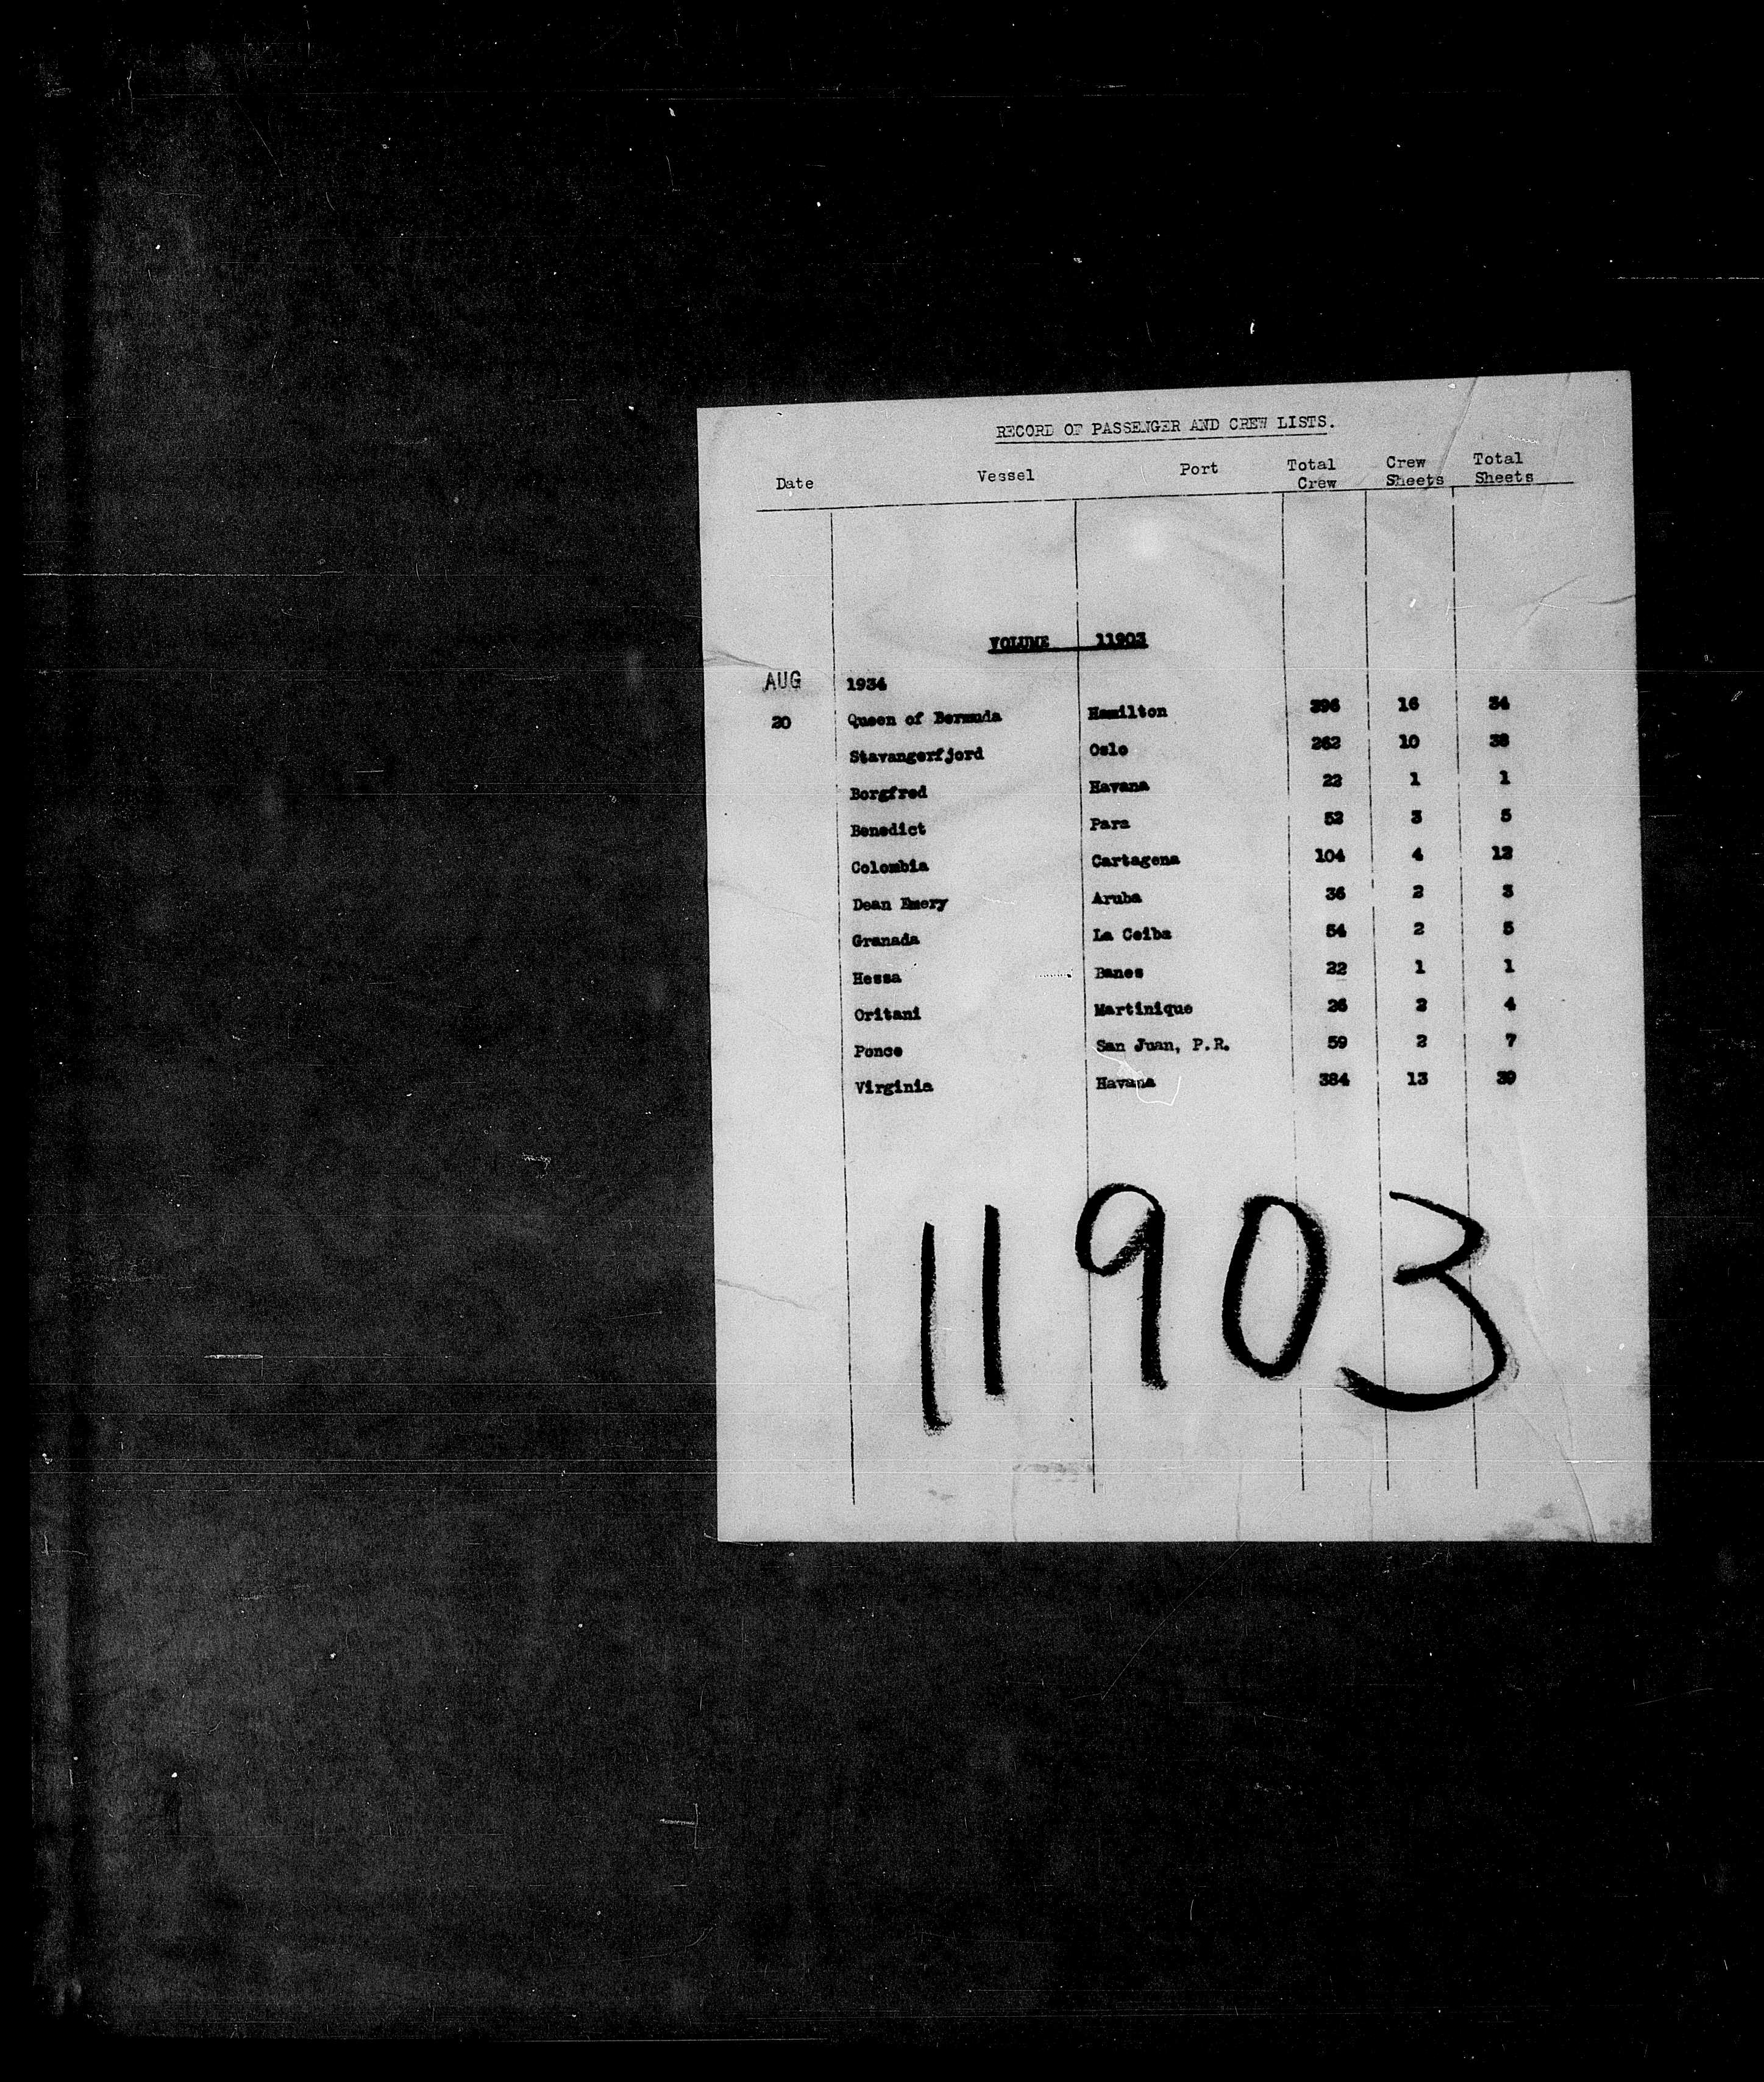 RECORD OF PASSENGER AND CREW LISTS.
Date Vessel Port Total Crew Crew Sheets Total Sheets
VOLUME 11903
AUG 1934
20 Queen of Bermuda Hamilton 396 16 34
Stavangerfjord Oslo 262 10 38
Borgfred Havana 22 1 1
Benedict Para 52 3 5
Colombia Cartagena 104 4 12
Dean Emery Aruba 36 2 3
Granada La Ceiba 54 2 5
Hessa Banes 22 1 1
Oritani Martinique 26 2 4
Ponce San Juan, P.R. 59 2 7
Virginia Havana 384 13 39
11903